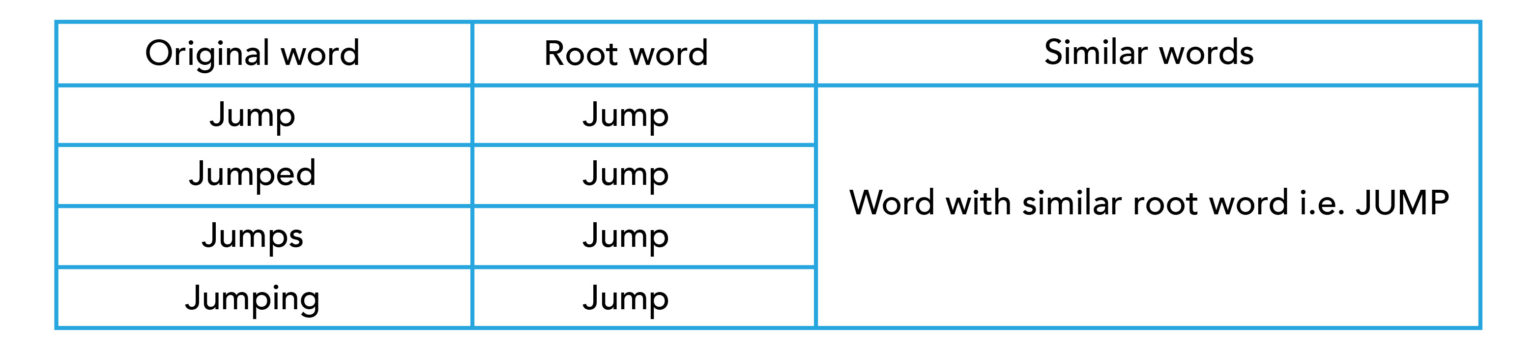 Original word Root word Similar words
Jump Jump
Jumped Jump
Word with similar root word i.e. JUMP
Jumps Jump
Jumping Jump